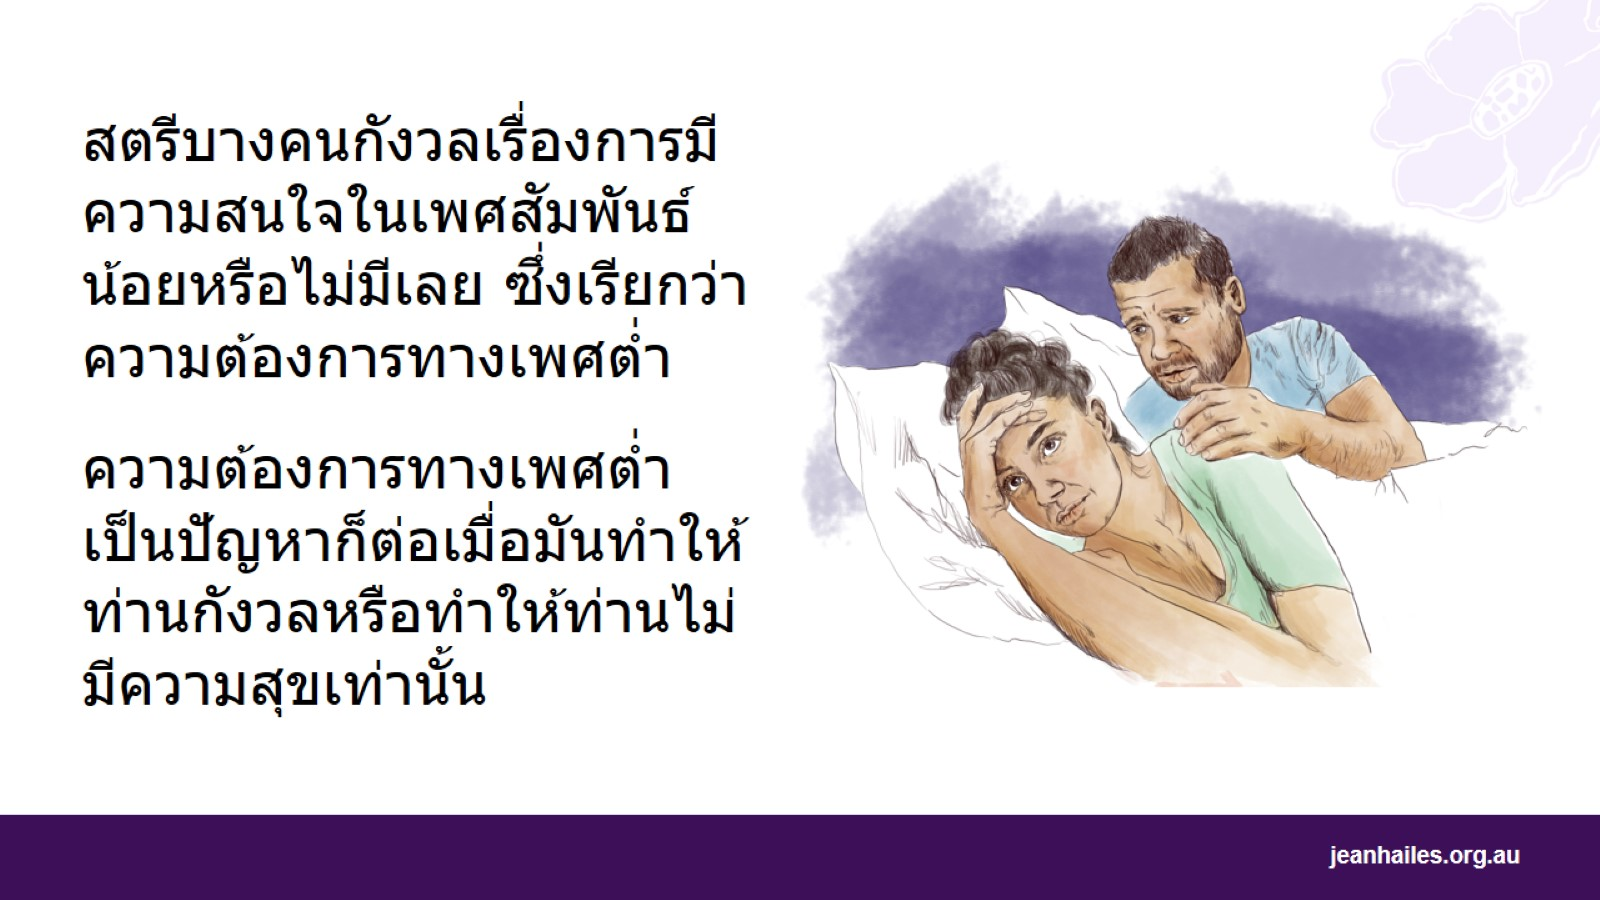 สตรีบางคนกังวลเรื่องการมี
ความสนใจในเพศสัมพันธ์
น้อยหรือไม่มีเลย ซึ่งเรียกว่า
ความต้องการทางเพศต่ำ
ความต้องการทางเพศต่ำ
เป็นปัญหาก็ต่อเมื่อมันทำให้
ท่านกังวลหรือทำให้ท่านไม่
มีความสุขเท่านั้น
jeanhailes.org.au